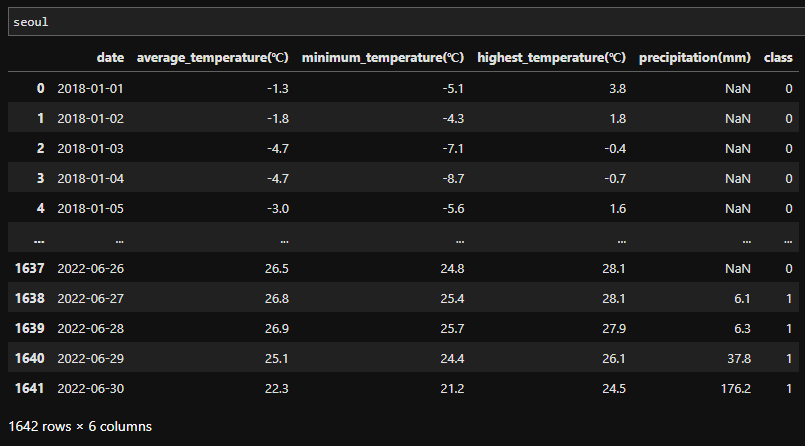 seoul
date average_temperature(℃) minimum_temperature(℃) highest_temperature(℃) precipitation(mm) class
0 2018-01-01 -1.3 -5.1 3.8 NaN 0
1 2018-01-02 -1.8 -4.3 1.8 NaN 0
2 2018-01-03 -4.7 -7.1 -0.4 NaN 0
3 2018-01-04 -4.7 -8.7 -0.7 NaN 0
4 2018-01-05 -3.0 -5.6 1.6 NaN 0
... ... ... ... ... ... ...
1637 2022-06-26 26.5 24.8 28.1 NaN 0
1638 2022-06-27 26.8 25.4 28.1 6.1 1
1639 2022-06-28 26.9 25.7 27.9 6.3 1
1640 2022-06-29 25.1 24.4 26.1 37.8 1
1641 2022-06-30 22.3 21.2 24.5 176.2 1
1642 rows × 6 columns